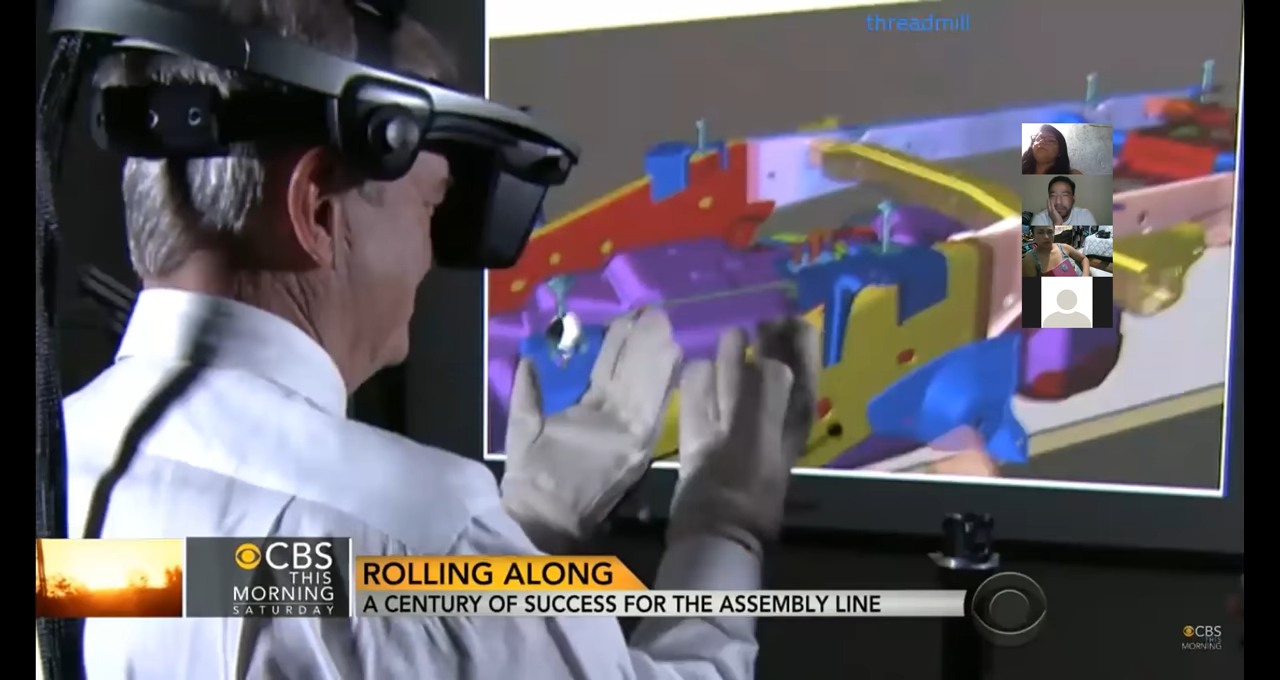 threadmill
CBS
THIS
MORNING
SATURDAY
ROLLING ALONG
A CENTURY OF SUCCESS FOR THE ASSEMBLY LINE
CBS
THIS
MORNING